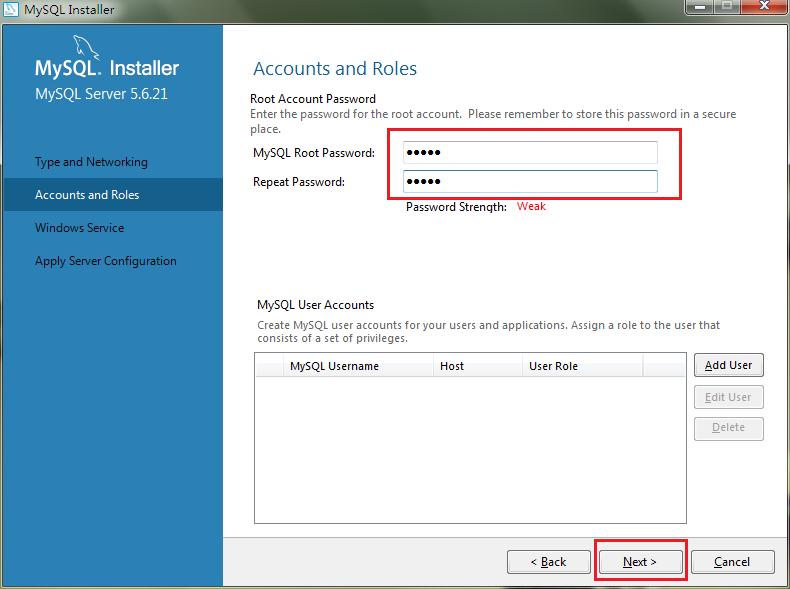 MySQL Installer
MySQL. Installer
MySQL Server 5.6.21
Type and Networking
Accounts and Roles
Windows Service
Apply Server Configuration
Accounts and Roles
Root Account Password
Enter the password for the root account. Please remember to store this password in a secure
place.
MySQL Root Password: •••••
Repeat Password: •••••
Password Strength: Weak
MySQL User Accounts
Create MySQL user accounts for your users and applications. Assign a role to the user that
consists of a set of privileges.
MySQL Username Host User Role
Add User
Edit User
Delete
< Back Next > Cancel